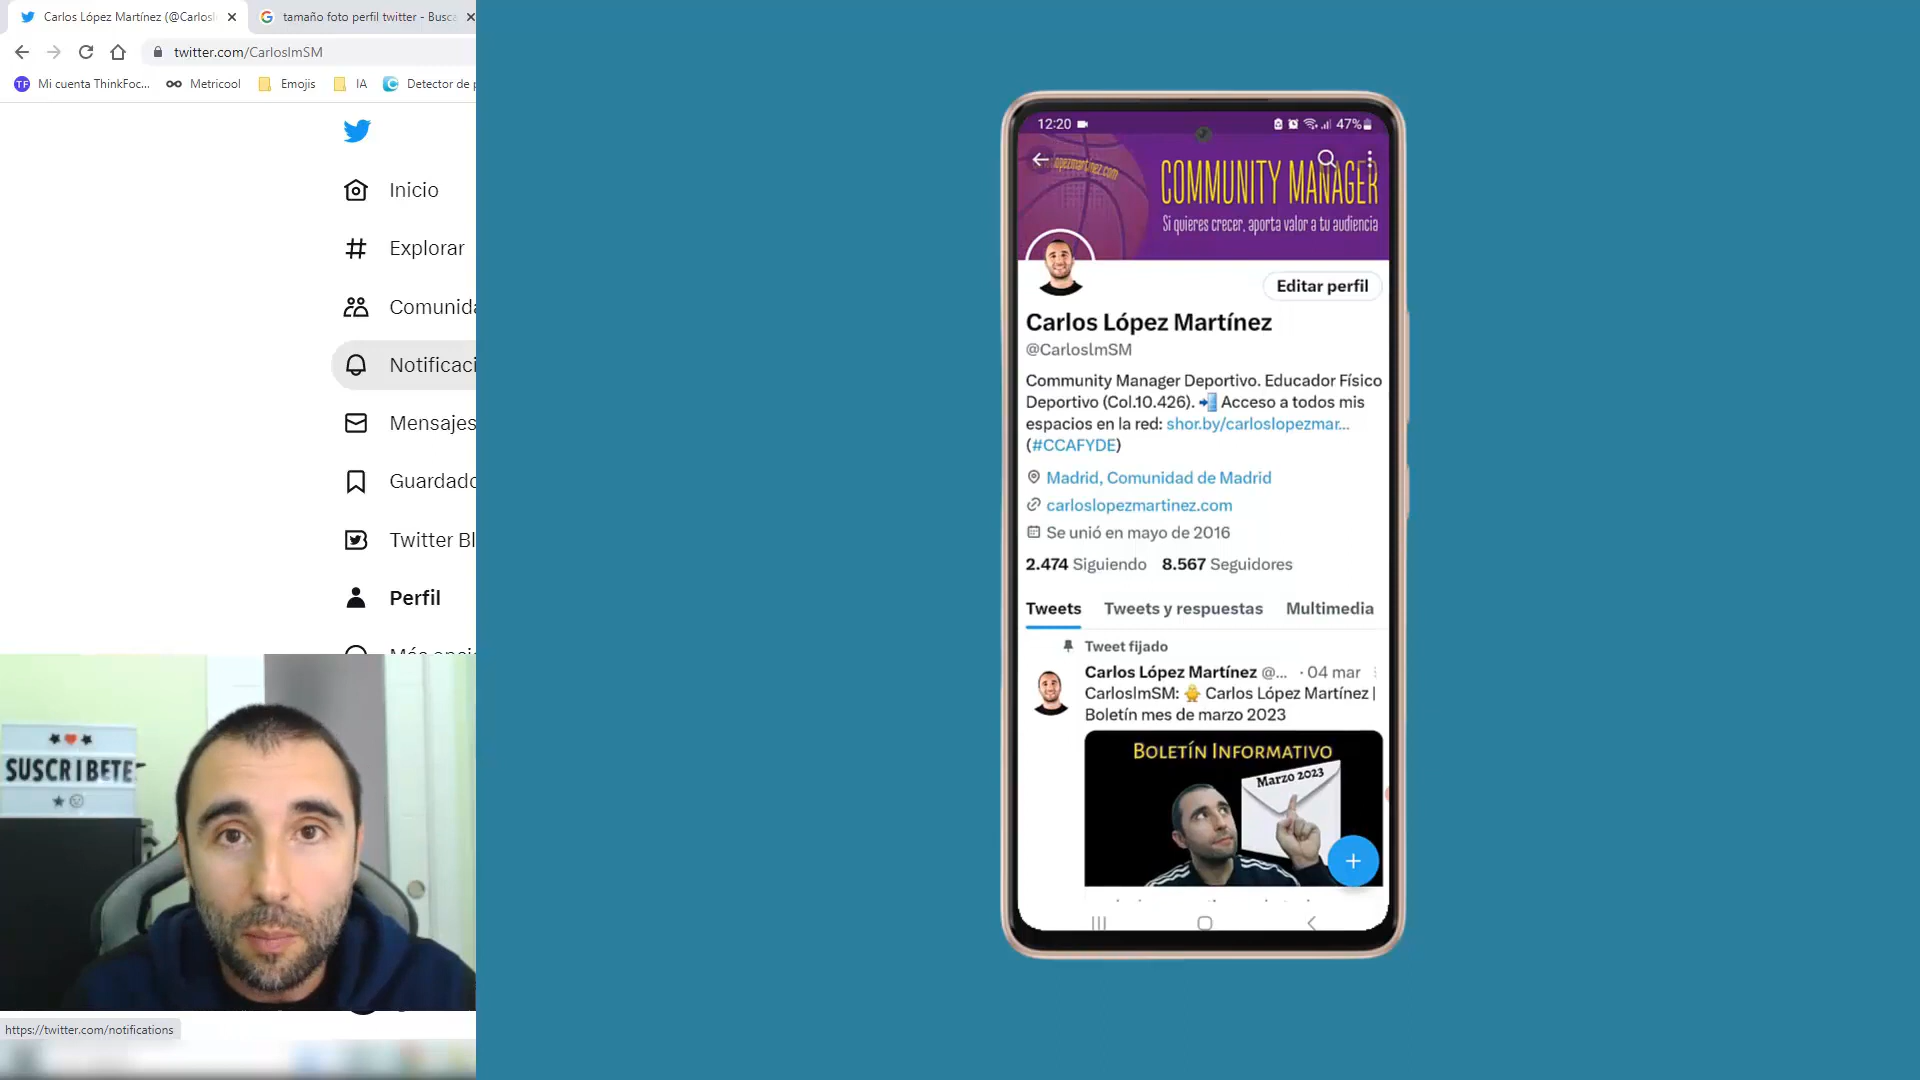 Carlos López Martínez (@Carlosl
tamaño foto perfil twitter - Busc
twitter.com/CarloslmSM
Mi cuenta ThinkFoc...
Metricool
Emojis
IA
Detector de p
Inicio
Explorar
Comunida
Notificaci
Mensajes
Guardado
Twitter Bl
Perfil
SUSCRIBETE
https://twitter.com/notifications
12:20
47%
lopezmartinez.com
COMMUNITY MANAGER
Si quieres crecer, aporta valor a tu audiencia
Editar perfil
Carlos López Martínez
@CarloslmSM
Community Manager Deportivo. Educador Físico
Deportivo (Col.10.426). Acceso a todos mis
espacios en la red: shor.by/carloslopezmar...
(#CCAFYDE)
Madrid, Comunidad de Madrid
carloslopezmartinez.com
Se unió en mayo de 2016
2.474 Siguiendo 8.567 Seguidores
Tweets Tweets y respuestas Multimedia
Tweet fijado
Carlos López Martínez @... · 04 mar
CarloslmSM: 🐥 Carlos López Martínez |
Boletín mes de marzo 2023
BOLETÍN INFORMATIVO
Marzo 2023